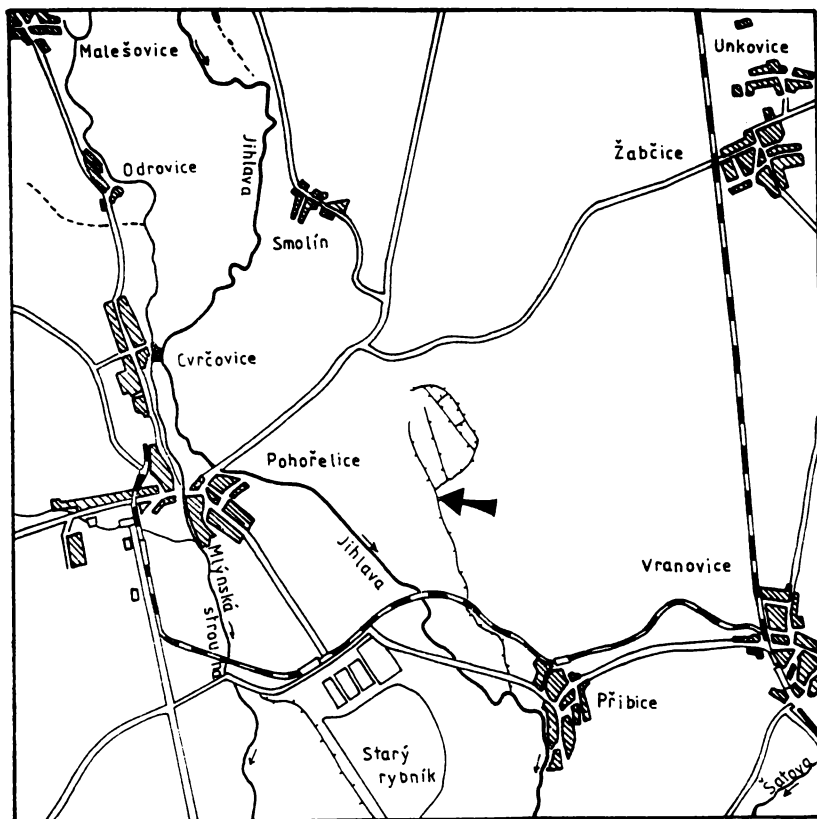 Malešovice
Unkovice
Odrovice
Jihlava
Žabčice
Smolín
Cvrčovice
Pohořelice
Jihlava
Vranovice
Mlýnská
strouha
Přibice
Starý
rybník
Šatava